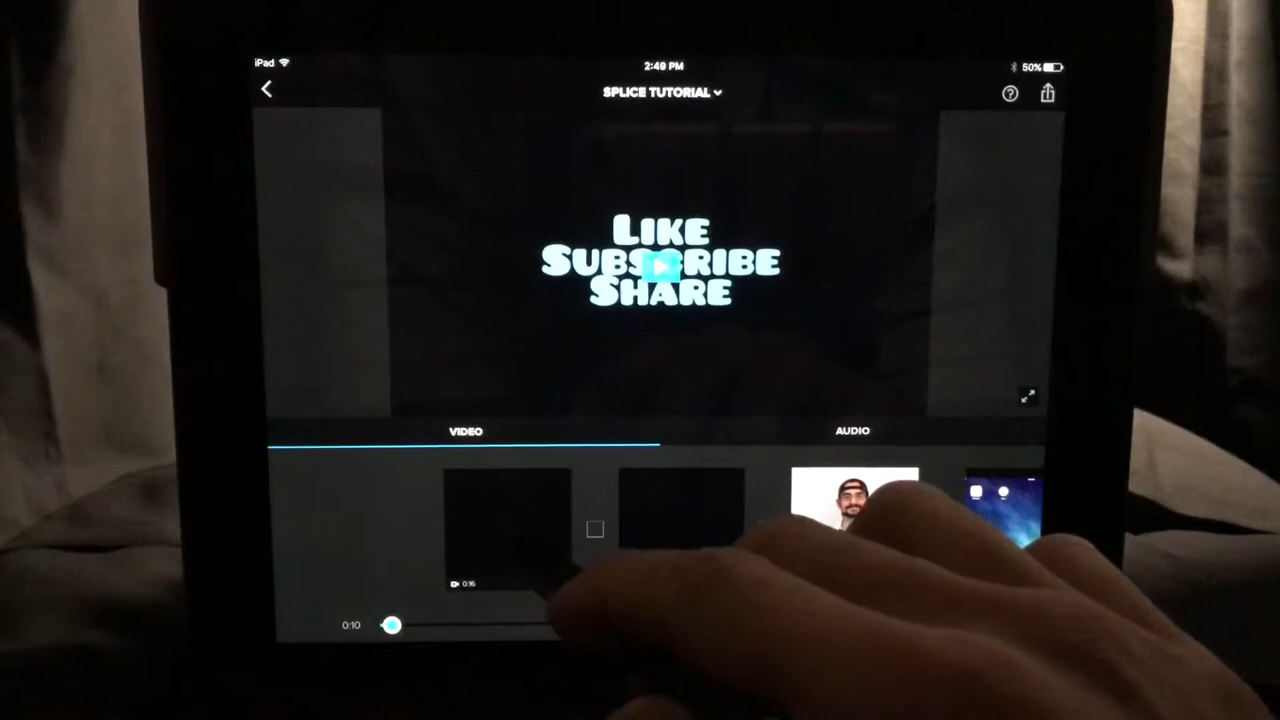 iPad
2:49 PM
50%
SPLICE TUTORIAL
LIKE
SUBSCRIBE
SHARE
VIDEO
AUDIO
0:16
0:10